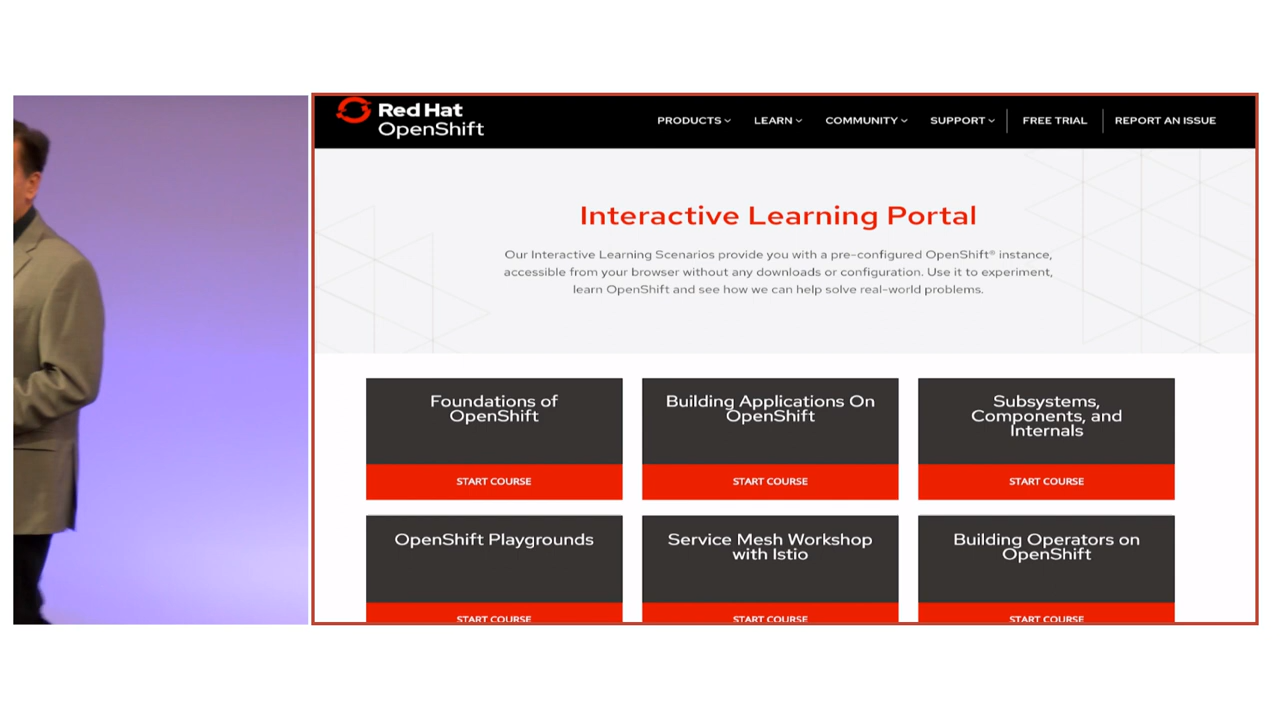 Red Hat
OpenShift
PRODUCTS
LEARN
COMMUNITY
SUPPORT
FREE TRIAL
REPORT AN ISSUE
Interactive Learning Portal
Our Interactive Learning Scenarios provide you with a pre-configured OpenShift® instance,
accessible from your browser without any downloads or configuration. Use it to experiment,
learn OpenShift and see how we can help solve real-world problems.
Foundations of
OpenShift
START COURSE
Building Applications On
OpenShift
START COURSE
Subsystems,
Components, and
Internals
START COURSE
OpenShift Playgrounds
START COURSE
Service Mesh Workshop
with Istio
START COURSE
Building Operators on
OpenShift
START COURSE